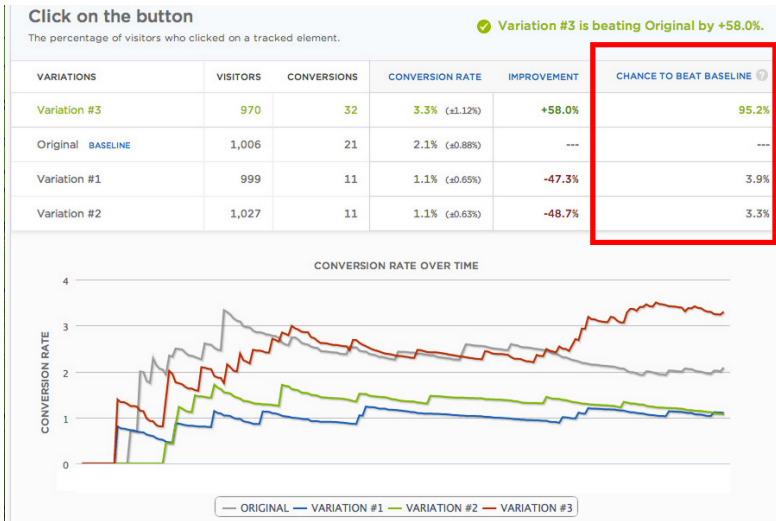 Click on the button
The percentage of visitors who clicked on a tracked element.
Variation #3 is beating Original by +58.0%.
VARIATIONS VISITORS CONVERSIONS CONVERSION RATE IMPROVEMENT CHANCE TO BEAT BASELINE ?
Variation #3 970 32 3.3% (±1.12%) +58.0% 95.2%
Original BASELINE 1,006 21 2.1% (±0.88%) --- ---
Variation #1 999 11 1.1% (±0.65%) -47.3% 3.9%
Variation #2 1,027 11 1.1% (±0.63%) -48.7% 3.3%
CONVERSION RATE OVER TIME
CONVERSION RATE
4
3
2
1
0
ORIGINAL VARIATION #1 VARIATION #2 VARIATION #3